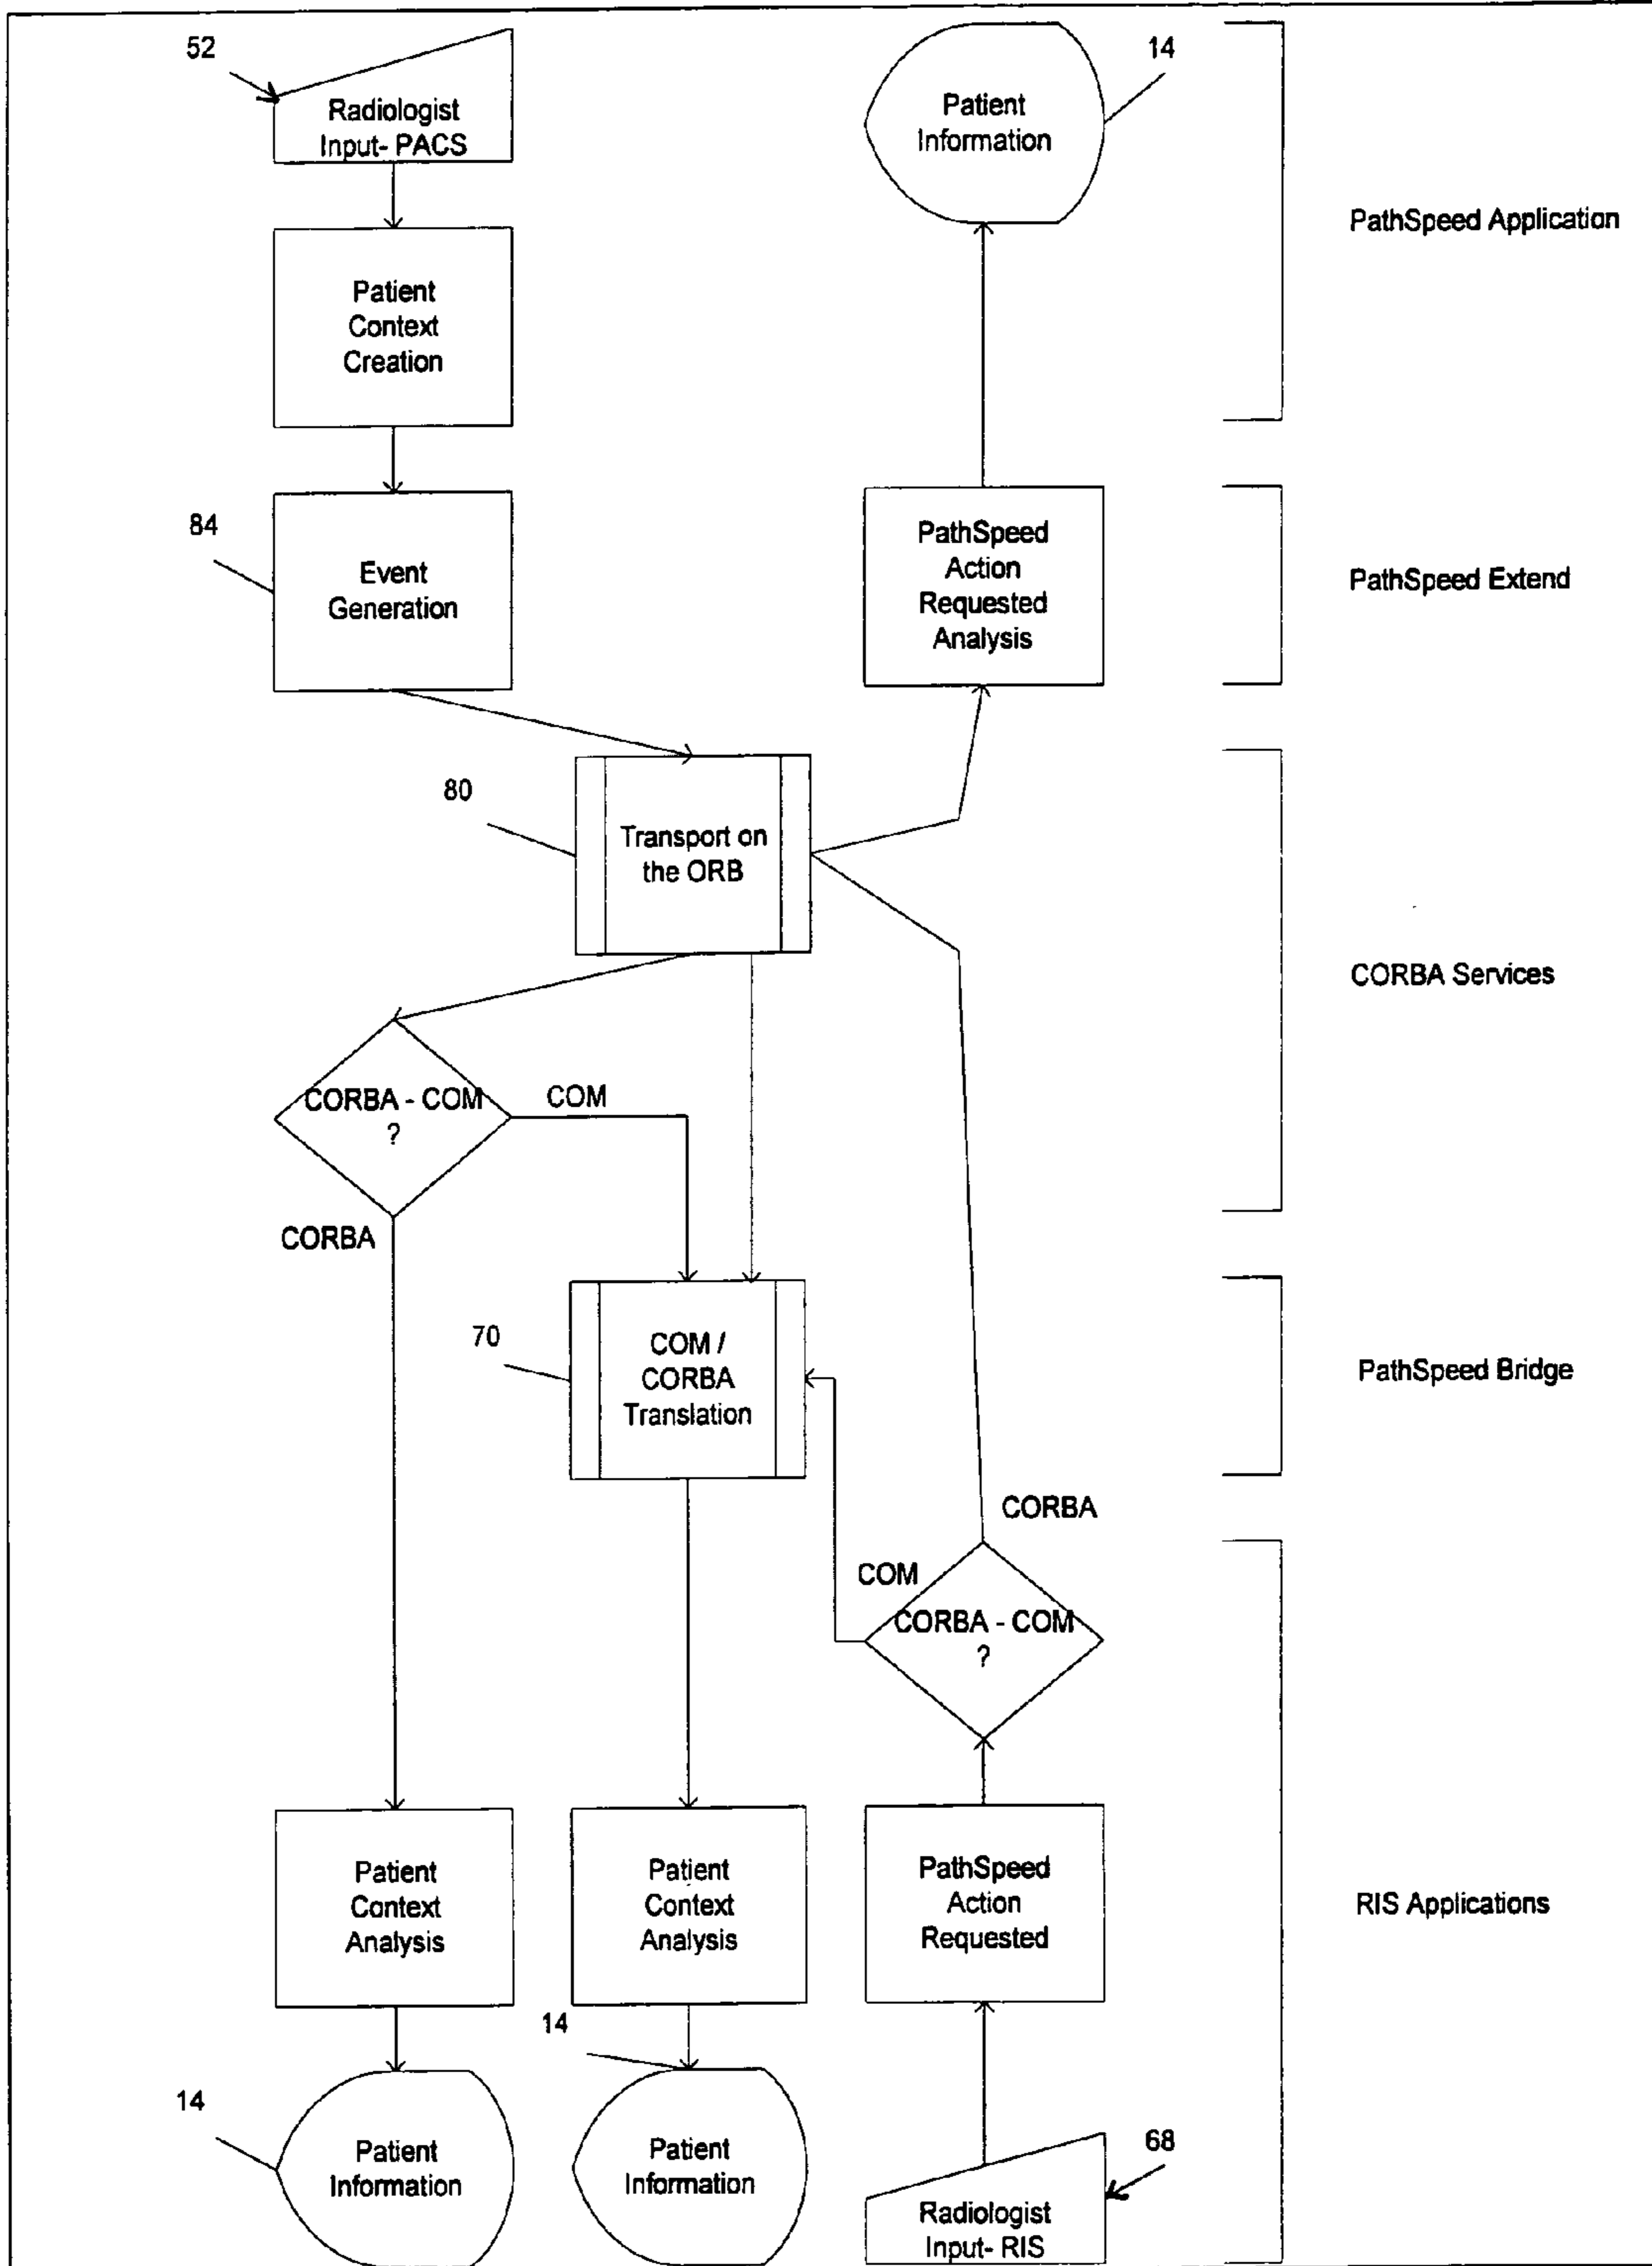 52
Radiologist
Input- PACS
14
Patient
Information
PathSpeed Application
Patient
Context
Creation
84
Event
Generation
PathSpeed
Action
Requested
Analysis
PathSpeed Extend
80
Transport on
the ORB
CORBA Services
CORBA - COM
?
COM
CORBA
70
COM /
CORBA
Translation
PathSpeed Bridge
CORBA
COM
CORBA - COM
?
Patient
Context
Analysis
Patient
Context
Analysis
PathSpeed
Action
Requested
RIS Applications
14
Patient
Information
14
Patient
Information
68
Radiologist
Input- RIS